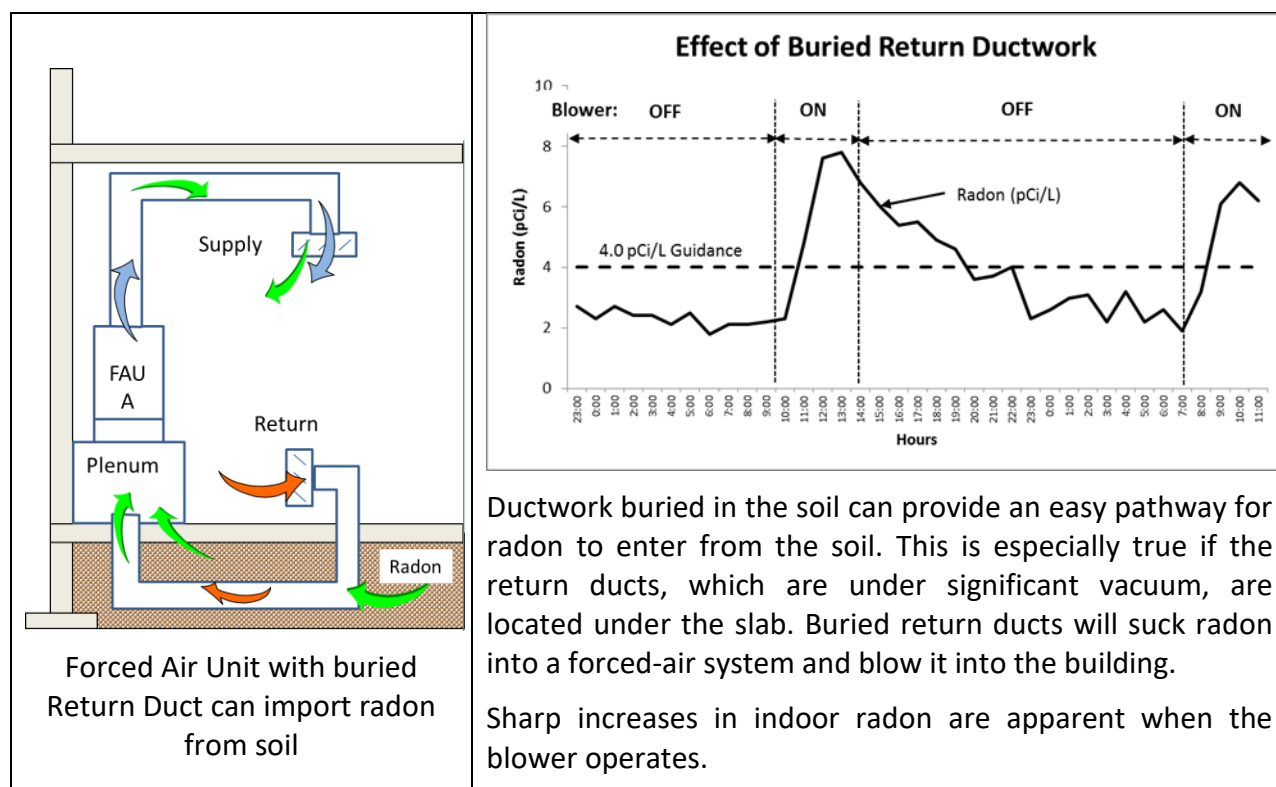 Supply
FAU
A
Return
Plenum
Radon
Forced Air Unit with buried
Return Duct can import radon
from soil
Effect of Buried Return Ductwork
10
8
6
4
2
0
Radon (pCi/L)
Blower:
OFF
ON
OFF
ON
Radon (pCi/L)
4.0 pCi/L Guidance
23:00
0:00
1:00
2:00
3:00
4:00
5:00
6:00
7:00
8:00
9:00
10:00
11:00
12:00
13:00
14:00
15:00
16:00
17:00
18:00
19:00
20:00
21:00
22:00
23:00
0:00
1:00
2:00
3:00
4:00
5:00
6:00
7:00
8:00
9:00
10:00
11:00
Hours
Ductwork buried in the soil can provide an easy pathway for
radon to enter from the soil. This is especially true if the
return ducts, which are under significant vacuum, are
located under the slab. Buried return ducts will suck radon
into a forced-air system and blow it into the building.
Sharp increases in indoor radon are apparent when the
blower operates.